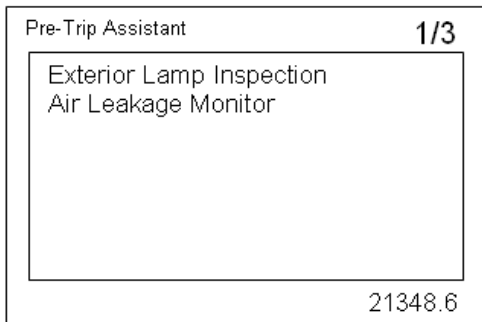 Pre-Trip Assistant 1/3
Exterior Lamp Inspection
Air Leakage Monitor
21348.6